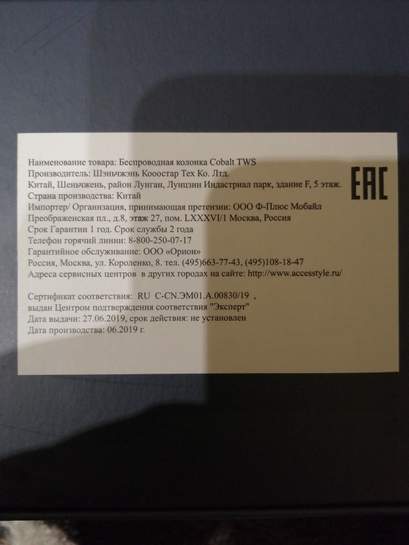 Наименование товара: Беспроводная колонка Cobalt TWS
Производитель: Шэньчжэнь Кооостар Тех Ко. Лтд.
Китай, Шеньчжень, район Лунган, Лунцзин Индастриал парк, здание F, 5 этаж.
Страна производства: Китай
Импортер/ Организация, принимающая претензии: ООО Ф-Плюс Мобайл
Преображенская пл., д.8, этаж 27, пом. LXXXVI/1 Москва, Россия
Срок Гарантии 1 год. Срок службы 2 года
Телефон горячий линии: 8-800-250-07-17
Гарантийное обслуживание: ООО «Орион»
Россия, Москва, ул. Короленко, 8. тел. (495)663-77-43, (495)108-18-47
Адреса сервисных центров в других городах на сайте: http://www.accesstyle.ru/
Сертификат соответствия: RU C-CN.ЭМ01.А.00830/19 ,
выдан Центром подтверждения соответствия "Эксперт"
Дата выдачи: 27.06.2019, срок действия: не установлен
Дата производства: 06.2019 г.
EAC